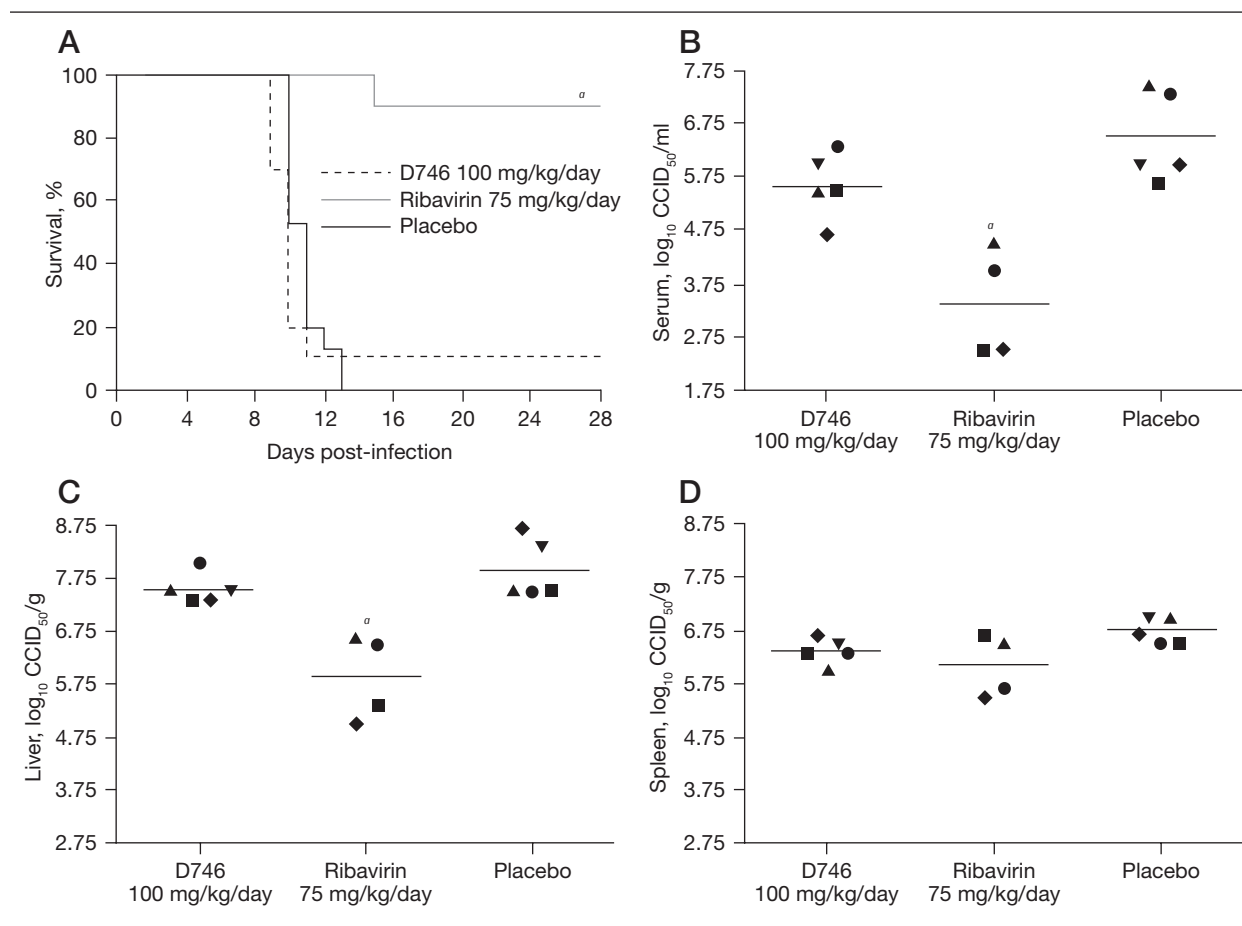 A
100
80
60
40
20
0
Survival, %
0 4 8 12 16 20 24 28
Days post-infection
a
D746 100 mg/kg/day
Ribavirin 75 mg/kg/day
Placebo
B
7.75
6.75
5.75
4.75
3.75
2.75
1.75
Serum, log₁₀ CCID₅₀/ml
a
D746 Ribavirin Placebo
100 mg/kg/day 75 mg/kg/day
C
8.75
7.75
6.75
5.75
4.75
3.75
2.75
Liver, log₁₀ CCID₅₀/g
a
D746 Ribavirin Placebo
100 mg/kg/day 75 mg/kg/day
D
8.75
7.75
6.75
5.75
4.75
3.75
2.75
Spleen, log₁₀ CCID₅₀/g
D746 Ribavirin Placebo
100 mg/kg/day 75 mg/kg/day